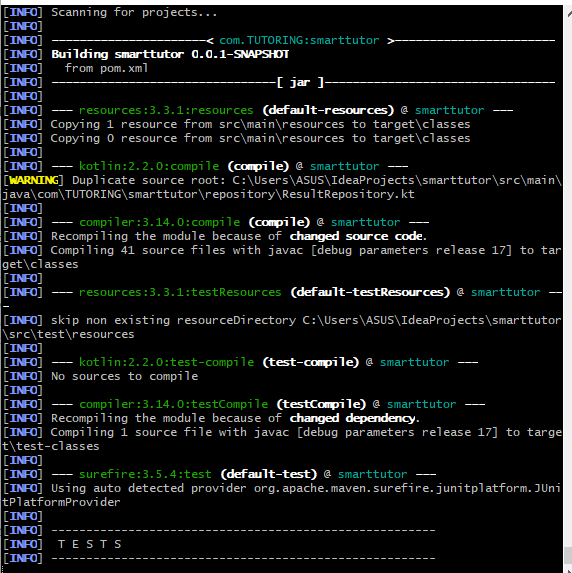 [INFO] Scanning for projects...
[INFO]
[INFO] ----------------------< com.TUTORING:smarttutor >-----------------------
[INFO] Building smarttutor 0.0.1-SNAPSHOT
[INFO]   from pom.xml
[INFO] --------------------------------[ jar ]---------------------------------
[INFO]
[INFO] --- resources:3.3.1:resources (default-resources) @ smarttutor ---
[INFO] Copying 1 resource from src\main\resources to target\classes
[INFO] Copying 0 resource from src\main\resources to target\classes
[INFO]
[INFO] --- kotlin:2.2.0:compile (compile) @ smarttutor ---
[WARNING] Duplicate source root: C:\Users\ASUS\IdeaProjects\smarttutor\src\main\
java\com\TUTORING\smarttutor\repository\ResultRepository.kt
[INFO]
[INFO] --- compiler:3.14.0:compile (compile) @ smarttutor ---
[INFO] Recompiling the module because of changed source code.
[INFO] Compiling 41 source files with javac [debug parameters release 17] to tar
get\classes
[INFO]
[INFO] --- resources:3.3.1:testResources (default-testResources) @ smarttutor --
-
[INFO] skip non existing resourceDirectory C:\Users\ASUS\IdeaProjects\smarttutor
\src\test\resources
[INFO]
[INFO] --- kotlin:2.2.0:test-compile (test-compile) @ smarttutor ---
[INFO] No sources to compile
[INFO]
[INFO] --- compiler:3.14.0:testCompile (testCompile) @ smarttutor ---
[INFO] Recompiling the module because of changed dependency.
[INFO] Compiling 1 source file with javac [debug parameters release 17] to targe
t\test-classes
[INFO]
[INFO] --- surefire:3.5.4:test (default-test) @ smarttutor ---
[INFO] Using auto detected provider org.apache.maven.surefire.junitplatform.JUni
tPlatformProvider
[INFO]
[INFO] -------------------------------------------------------
[INFO]  T E S T S
[INFO] -------------------------------------------------------